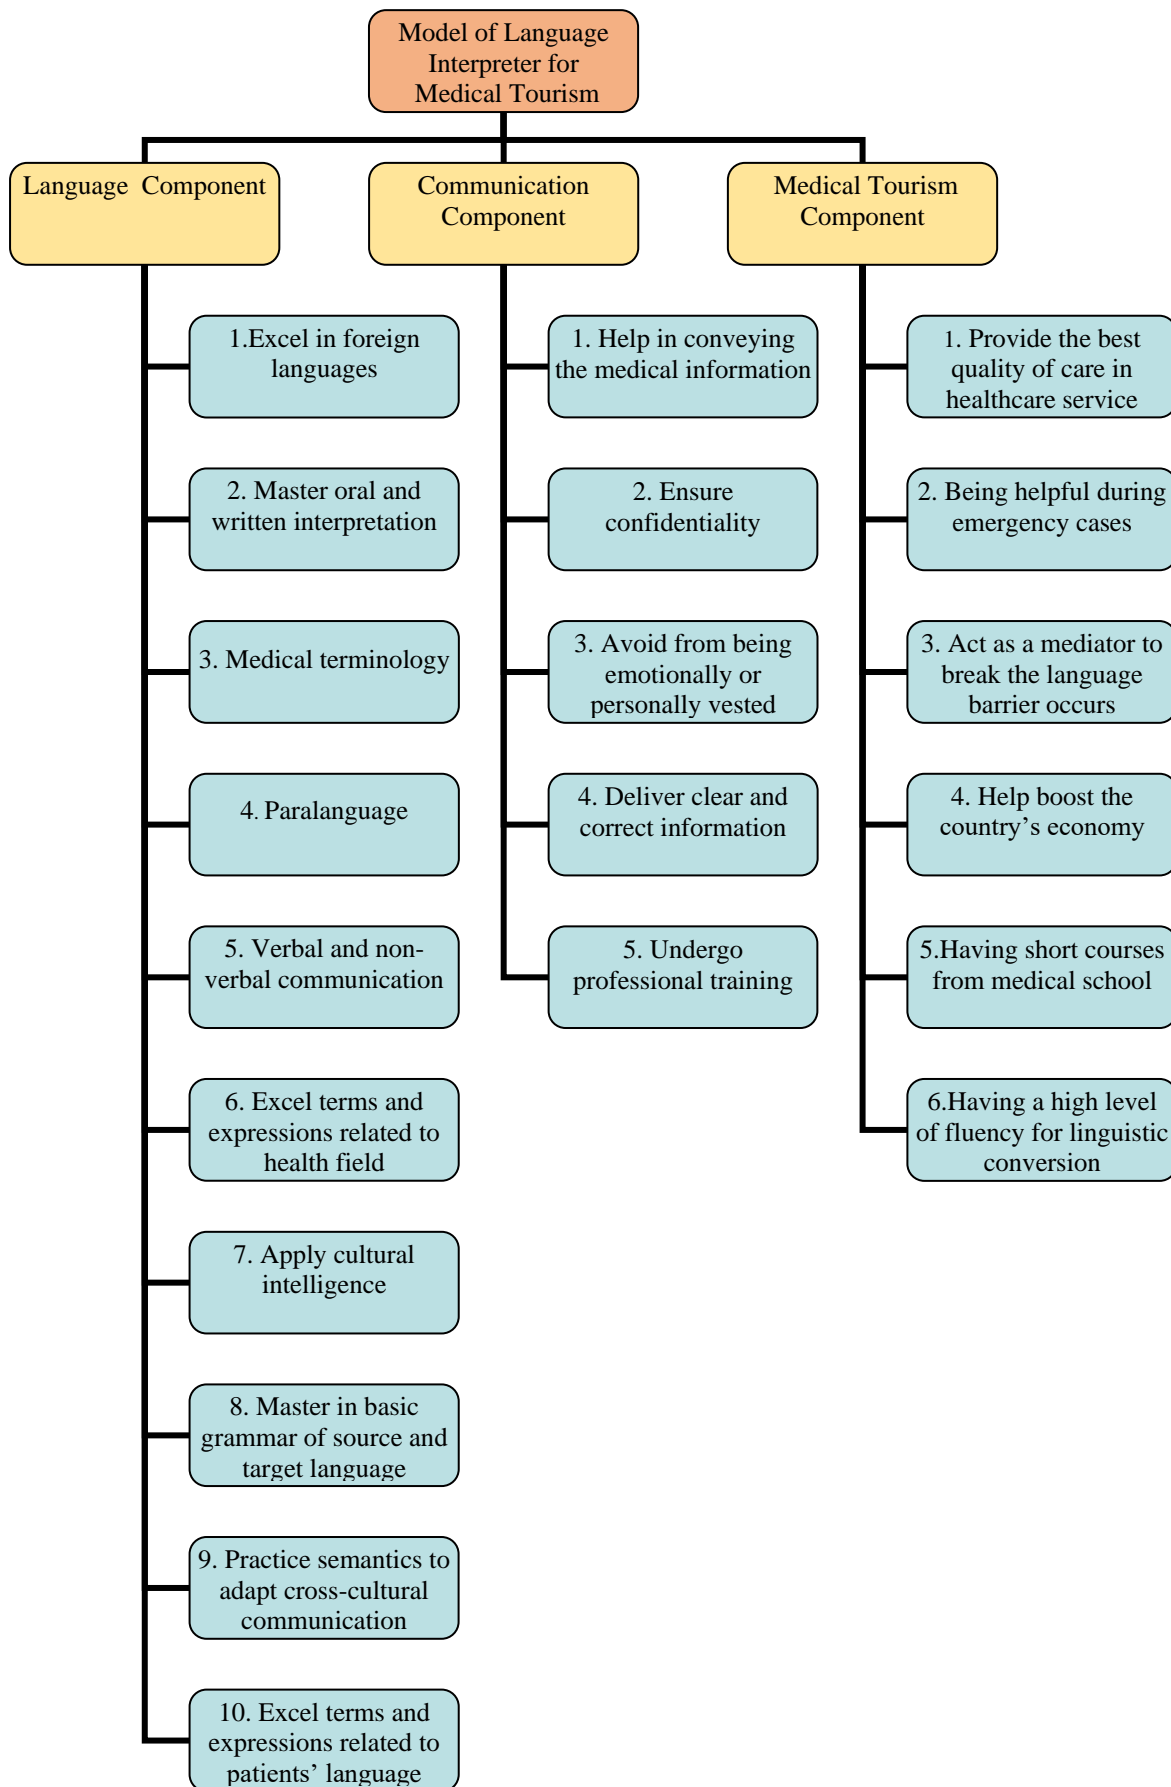 Model of Language
Interpreter for
Medical Tourism
Language  Component
Communication
Component
Medical Tourism
Component
1.Excel in foreign
languages
2. Master oral and
written interpretation
3. Medical terminology
4. Paralanguage
5. Verbal and non-
verbal communication
6. Excel terms and
expressions related to
health field
7. Apply cultural
intelligence
8. Master in basic
grammar of source and
target language
9. Practice semantics to
adapt cross-cultural
communication
10. Excel terms and
expressions related to
patients’ language
1. Help in conveying
the medical information
2. Ensure
confidentiality
3. Avoid from being
emotionally or
personally vested
4. Deliver clear and
correct information
5. Undergo
professional training
1. Provide the best
quality of care in
healthcare service
2. Being helpful during
emergency cases
3. Act as a mediator to
break the language
barrier occurs
4. Help boost the
country’s economy
5.Having short courses
from medical school
6.Having a high level
of fluency for linguistic
conversion